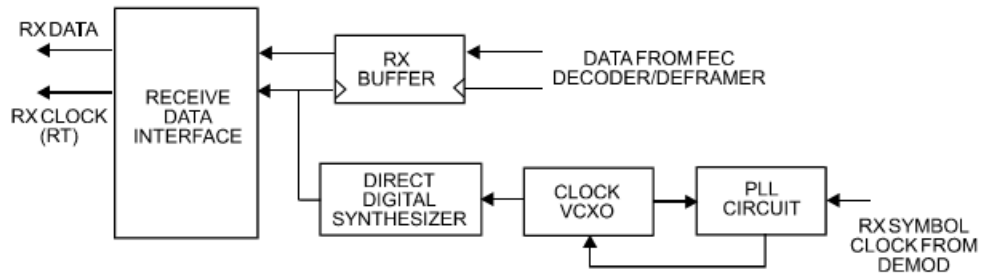 RX DATA
RX CLOCK
(RT)
RECEIVE
DATA
INTERFACE
RX
BUFFER
DATA FROM FEC
DECODER/DEFRAMER
DIRECT
DIGITAL
SYNTHESIZER
CLOCK
VCXO
PLL
CIRCUIT
RX SYMBOL
CLOCK FROM
DEMOD